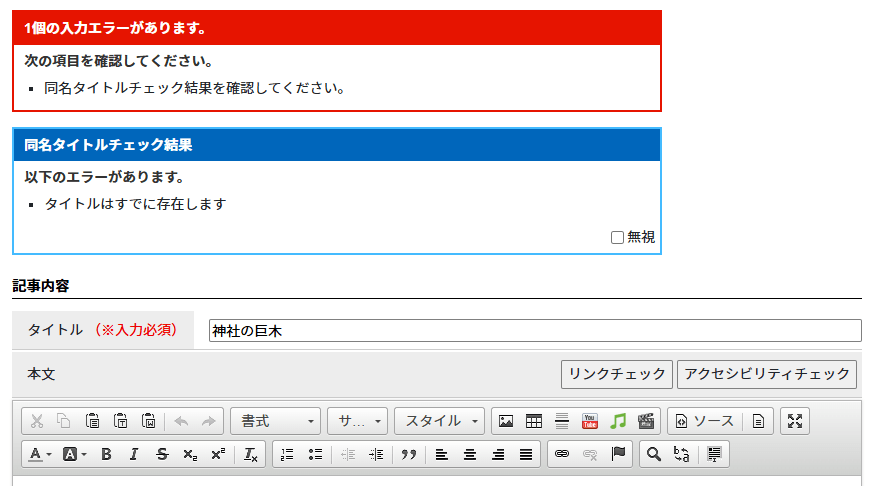 1個の入力エラーがあります。
次の項目を確認してください。
同名タイトルチェック結果を確認してください。
同名タイトルチェック結果
以下のエラーがあります。
タイトルはすでに存在します
無視
記事内容
タイトル （※入力必須） 神社の巨木
本文 リンクチェック アクセシビリティチェック
書式 サ... スタイル You Tube ソース
A A B I S x₂ x² Tx